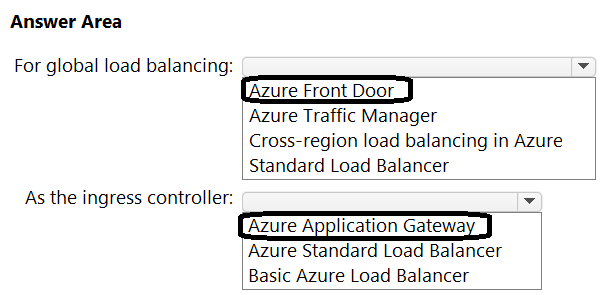 Answer Area
For global load balancing:
Azure Front Door
Azure Traffic Manager
Cross-region load balancing in Azure
Standard Load Balancer
As the ingress controller:
Azure Application Gateway
Azure Standard Load Balancer
Basic Azure Load Balancer